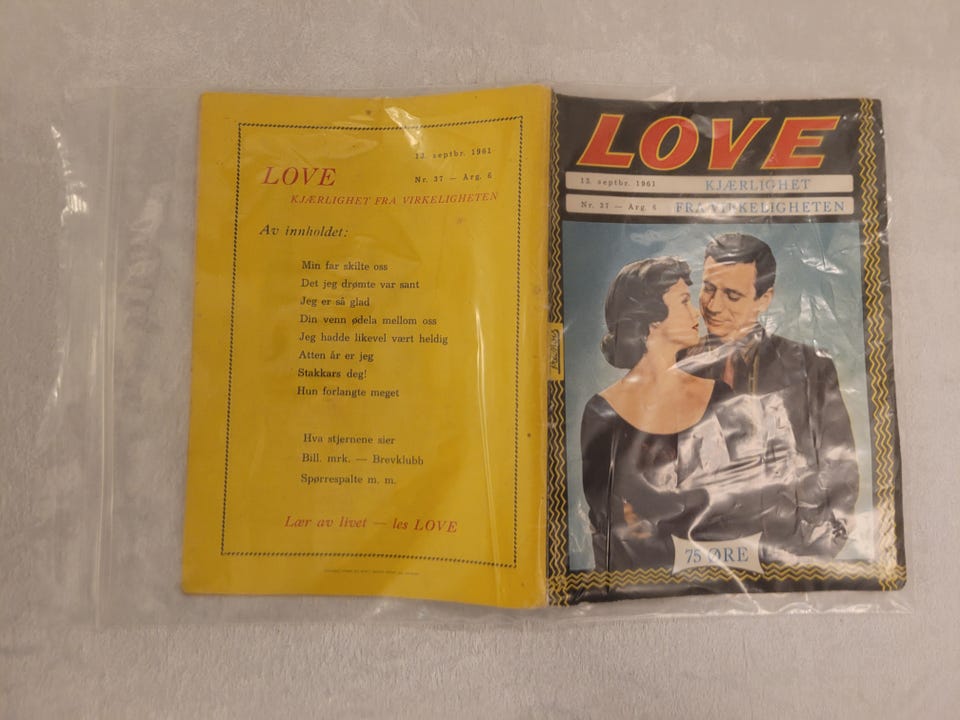 LOVE
13. septbr. 1961
Nr. 37 — Arg. 6
KJÆRLIGHET FRA VIRKELIGHETEN
Av innholdet:
Min far skilte oss
Det jeg drømte var sant
Jeg er så glad
Din venn ødela mellom oss
Jeg hadde likevel vært heldig
Atten år er jeg
Stakkars deg!
Hun forlangte meget
Hva stjernene sier
Bill. mrk. — Brevklubb
Spørrespalte m. m.
Lær av livet — les LOVE
LOVE
13. septbr. 1961 KJÆRLIGHET
Nr. 37 — Arg. 6 FRA VIRKELIGHETEN
75 ØRE